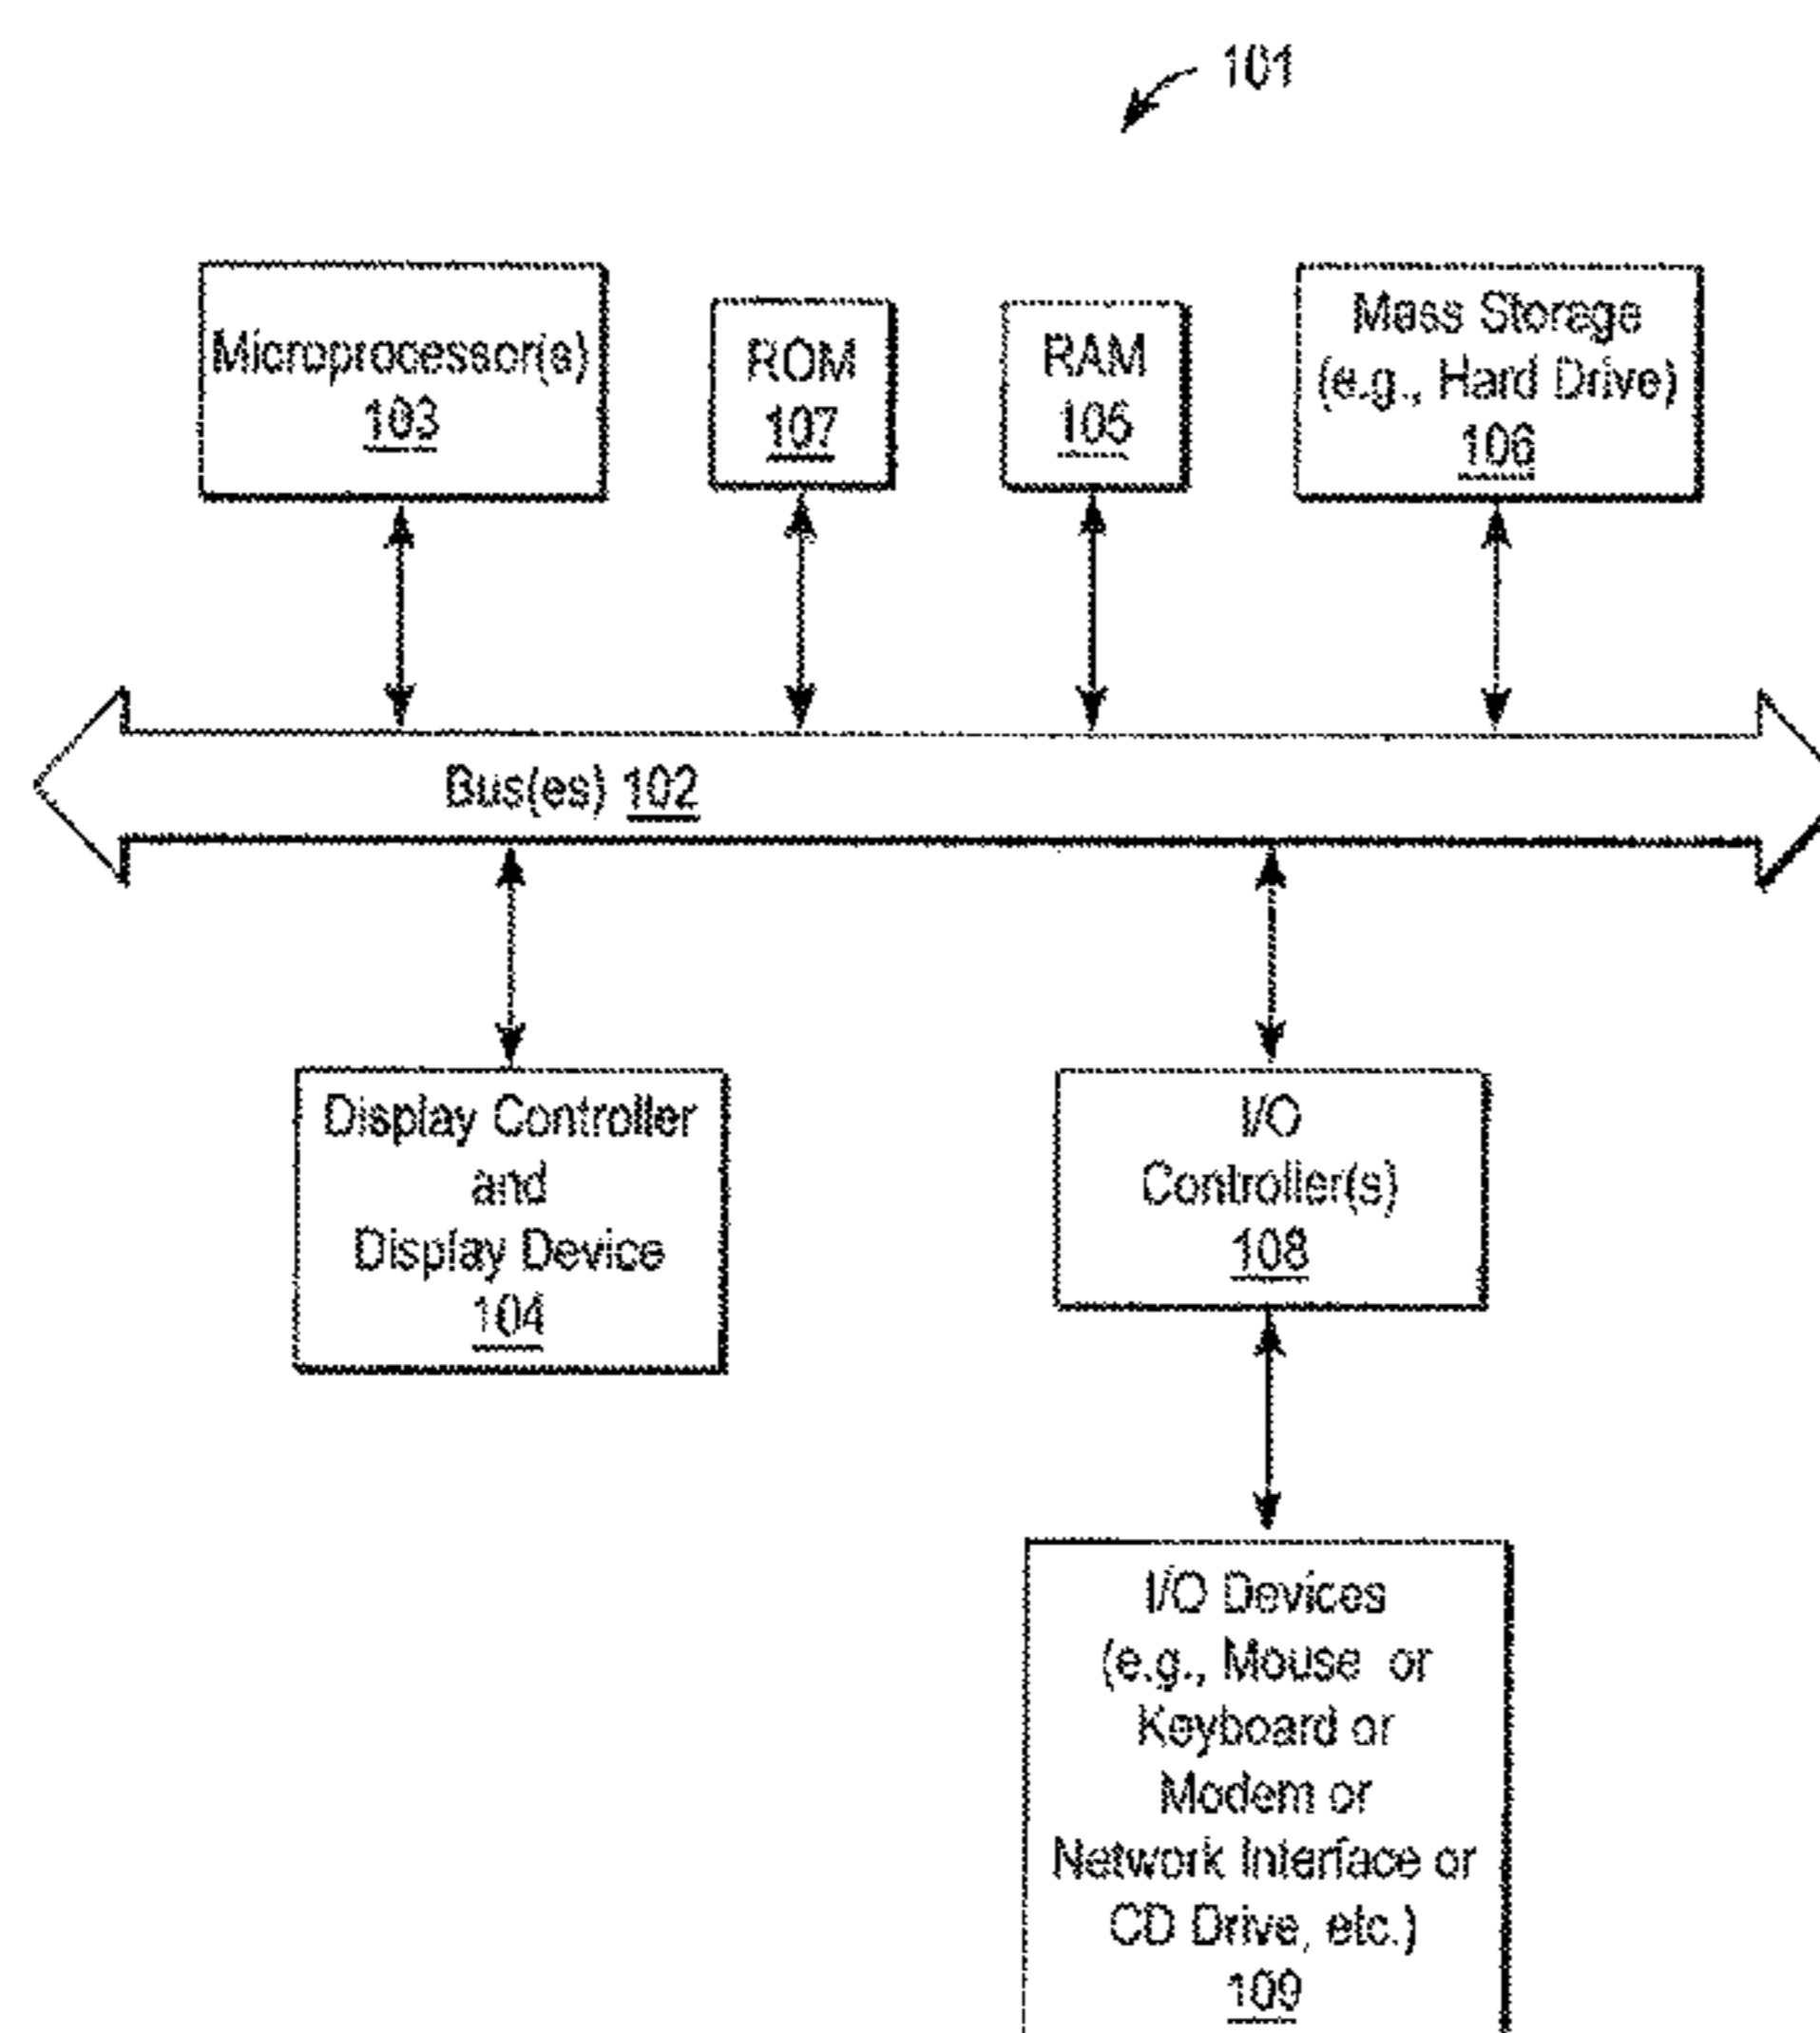 101
Microprocessor(s)
103
ROM
107
RAM
105
Mass Storage
(e.g., Hard Drive)
106
Bus(es) 102
Display Controller
and
Display Device
104
I/O
Controller(s)
108
I/O Devices
(e.g., Mouse or
Keyboard or
Modem or
Network Interface or
CD Drive, etc.)
109